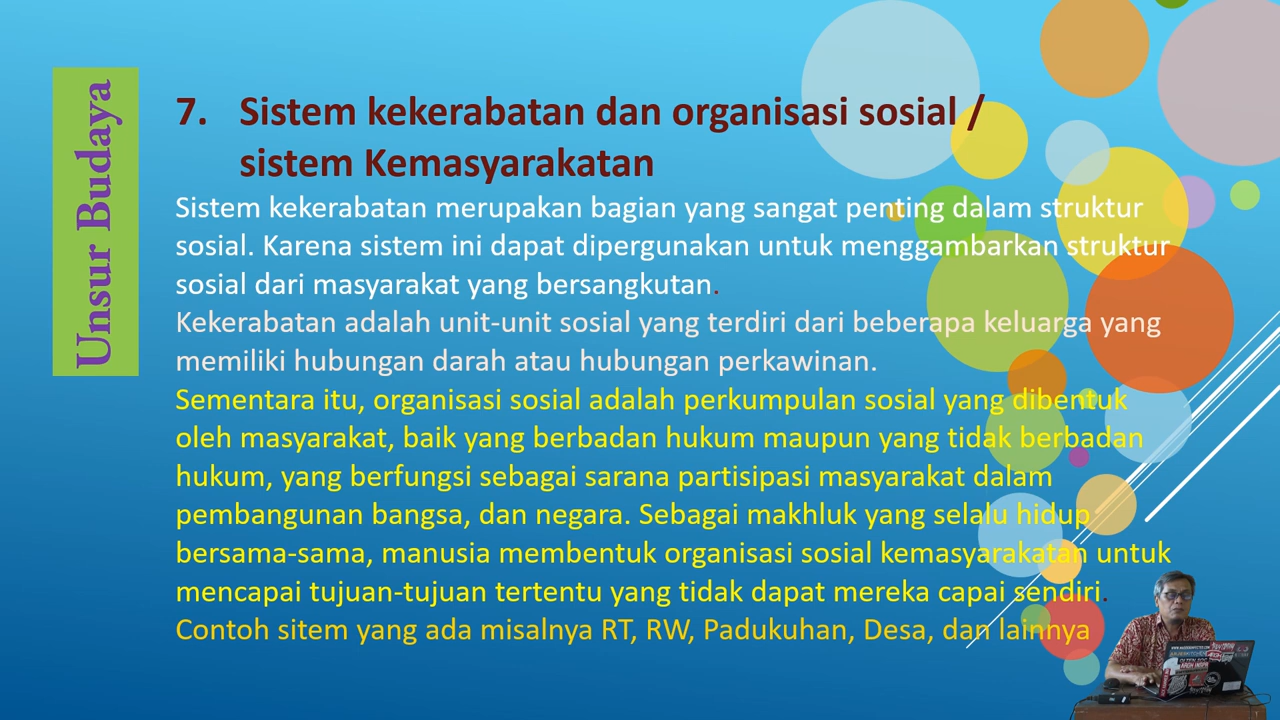 Unsur Budaya
7. Sistem kekerabatan dan organisasi sosial /
sistem Kemasyarakatan
Sistem kekerabatan merupakan bagian yang sangat penting dalam struktur
sosial. Karena sistem ini dapat dipergunakan untuk menggambarkan struktur
sosial dari masyarakat yang bersangkutan.
Kekerabatan adalah unit-unit sosial yang terdiri dari beberapa keluarga yang
memiliki hubungan darah atau hubungan perkawinan.
Sementara itu, organisasi sosial adalah perkumpulan sosial yang dibentuk
oleh masyarakat, baik yang berbadan hukum maupun yang tidak berbadan
hukum, yang berfungsi sebagai sarana partisipasi masyarakat dalam
pembangunan bangsa, dan negara. Sebagai makhluk yang selalu hidup
bersama-sama, manusia membentuk organisasi sosial kemasyarakatan untuk
mencapai tujuan-tujuan tertentu yang tidak dapat mereka capai sendiri.
Contoh sitem yang ada misalnya RT, RW, Padukuhan, Desa, dan lainnya